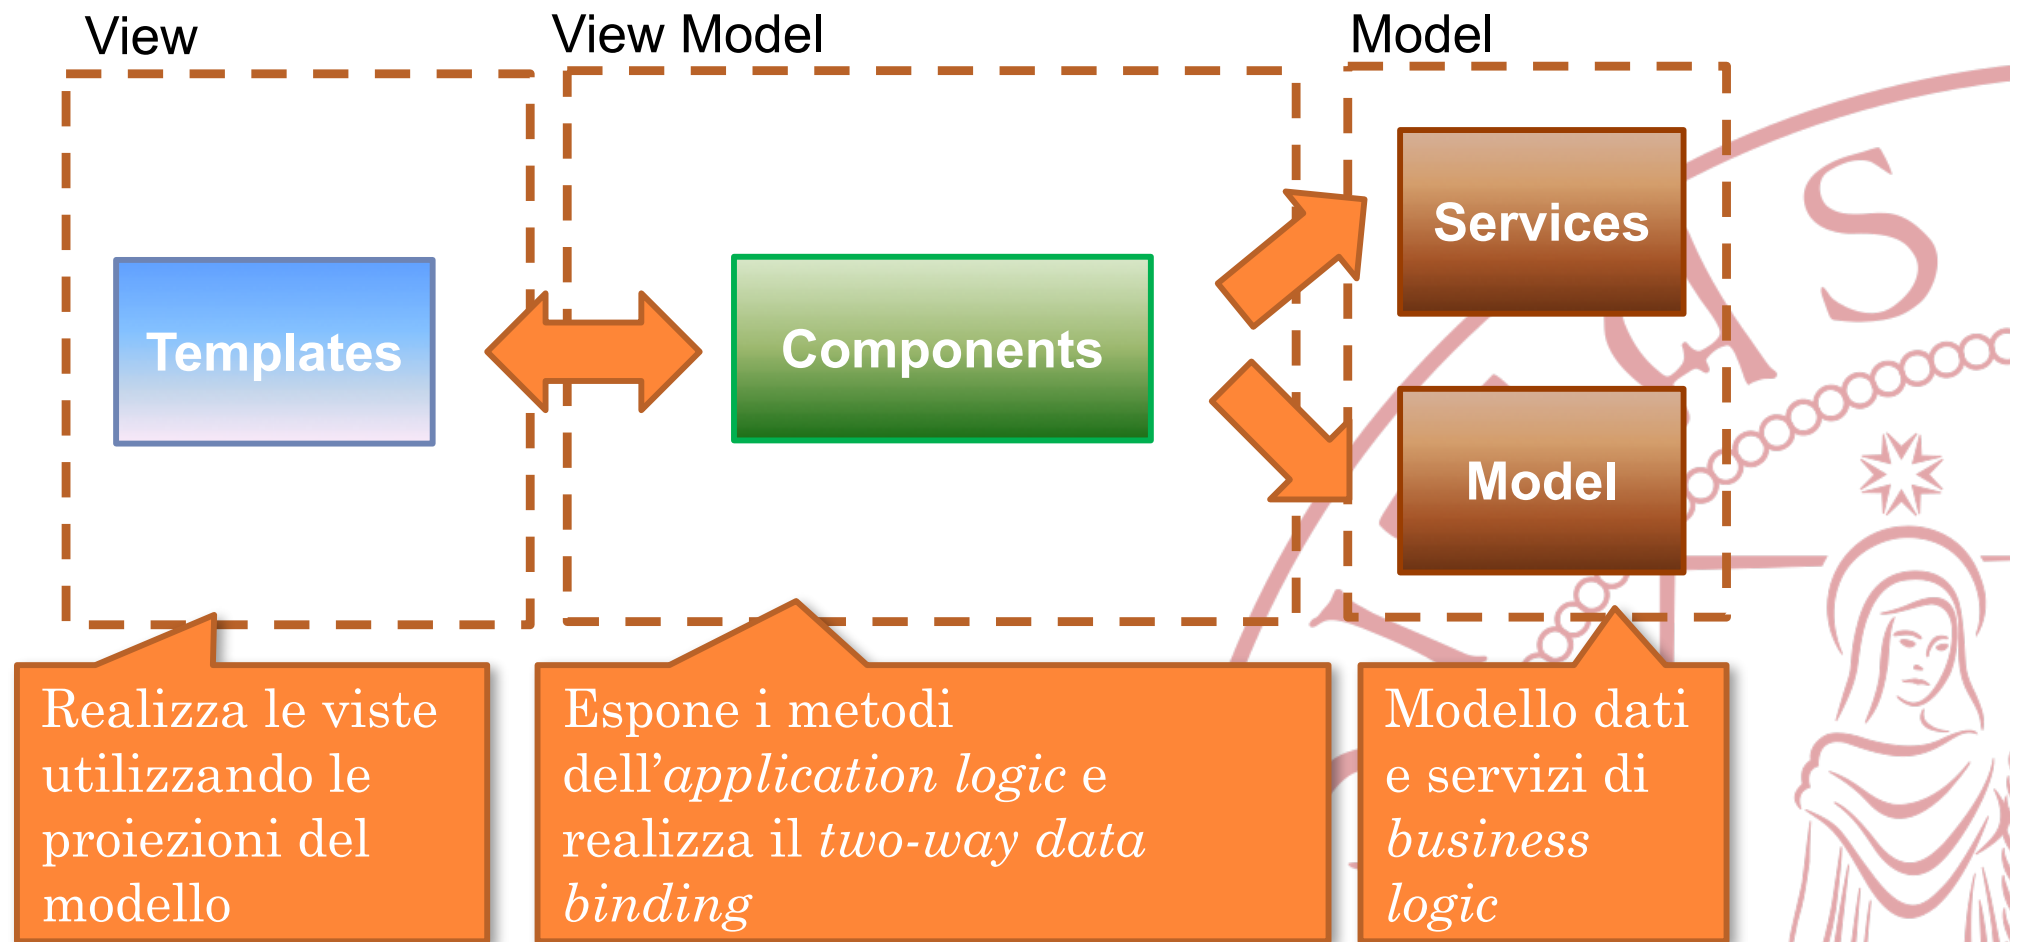 View
View Model
Model
Templates
Components
Services
Model
Realizza le viste
utilizzando le
proiezioni del
modello
Espone i metodi
dell’application logic e
realizza il two-way data
binding
Modello dati
e servizi di
business
logic